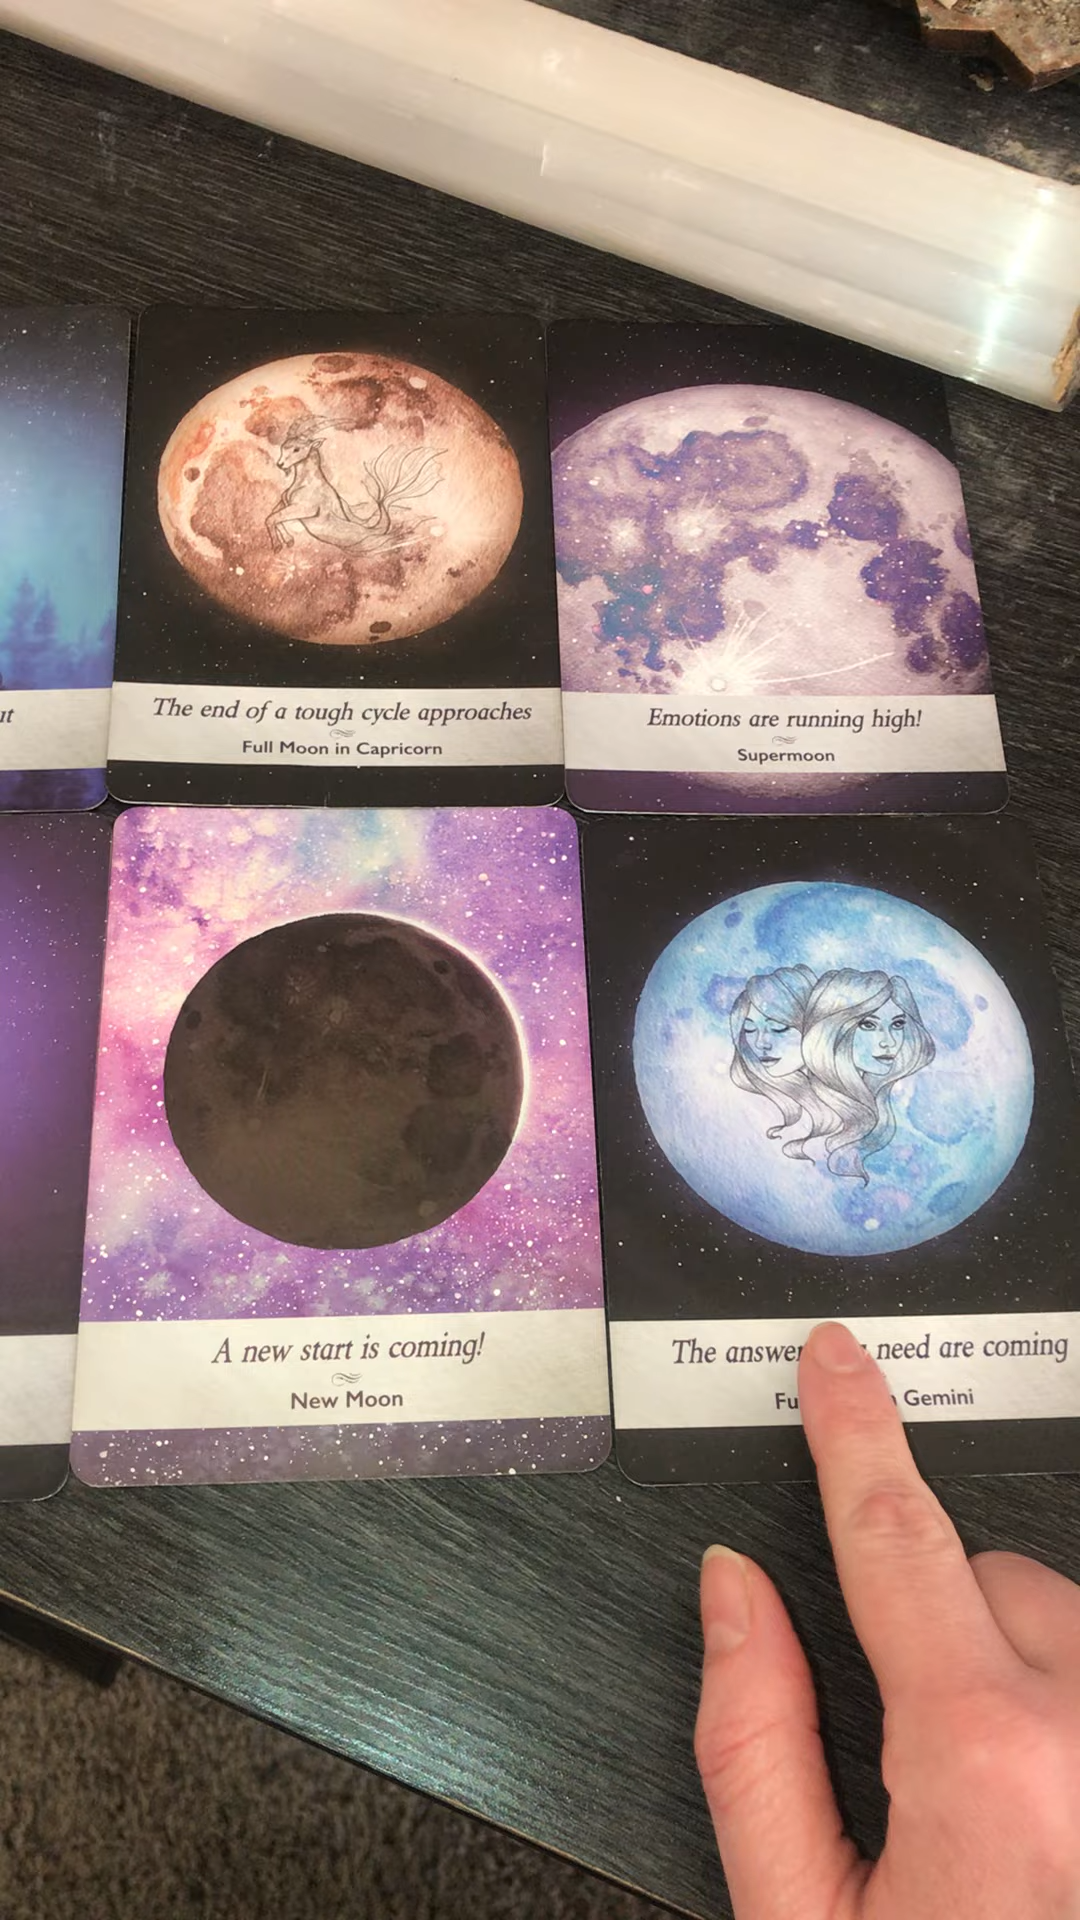 The end of a tough cycle approaches
Full Moon in Capricorn
Emotions are running high!
Supermoon
A new start is coming!
New Moon
The answer need are coming
Gemini